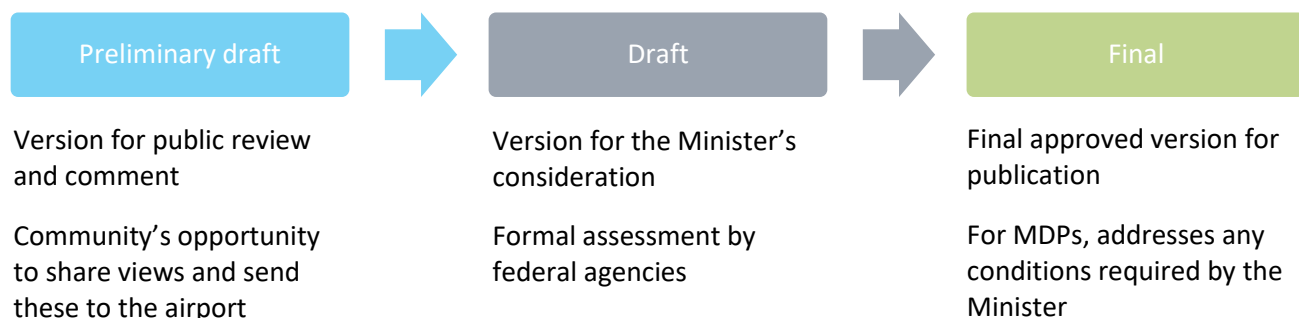 Preliminary draft
Version for public review
and comment
Community’s opportunity
to share views and send
these to the airport
Draft
Version for the Minister’s
consideration
Formal assessment by
federal agencies
Final
Final approved version for
publication
For MDPs, addresses any
conditions required by the
Minister